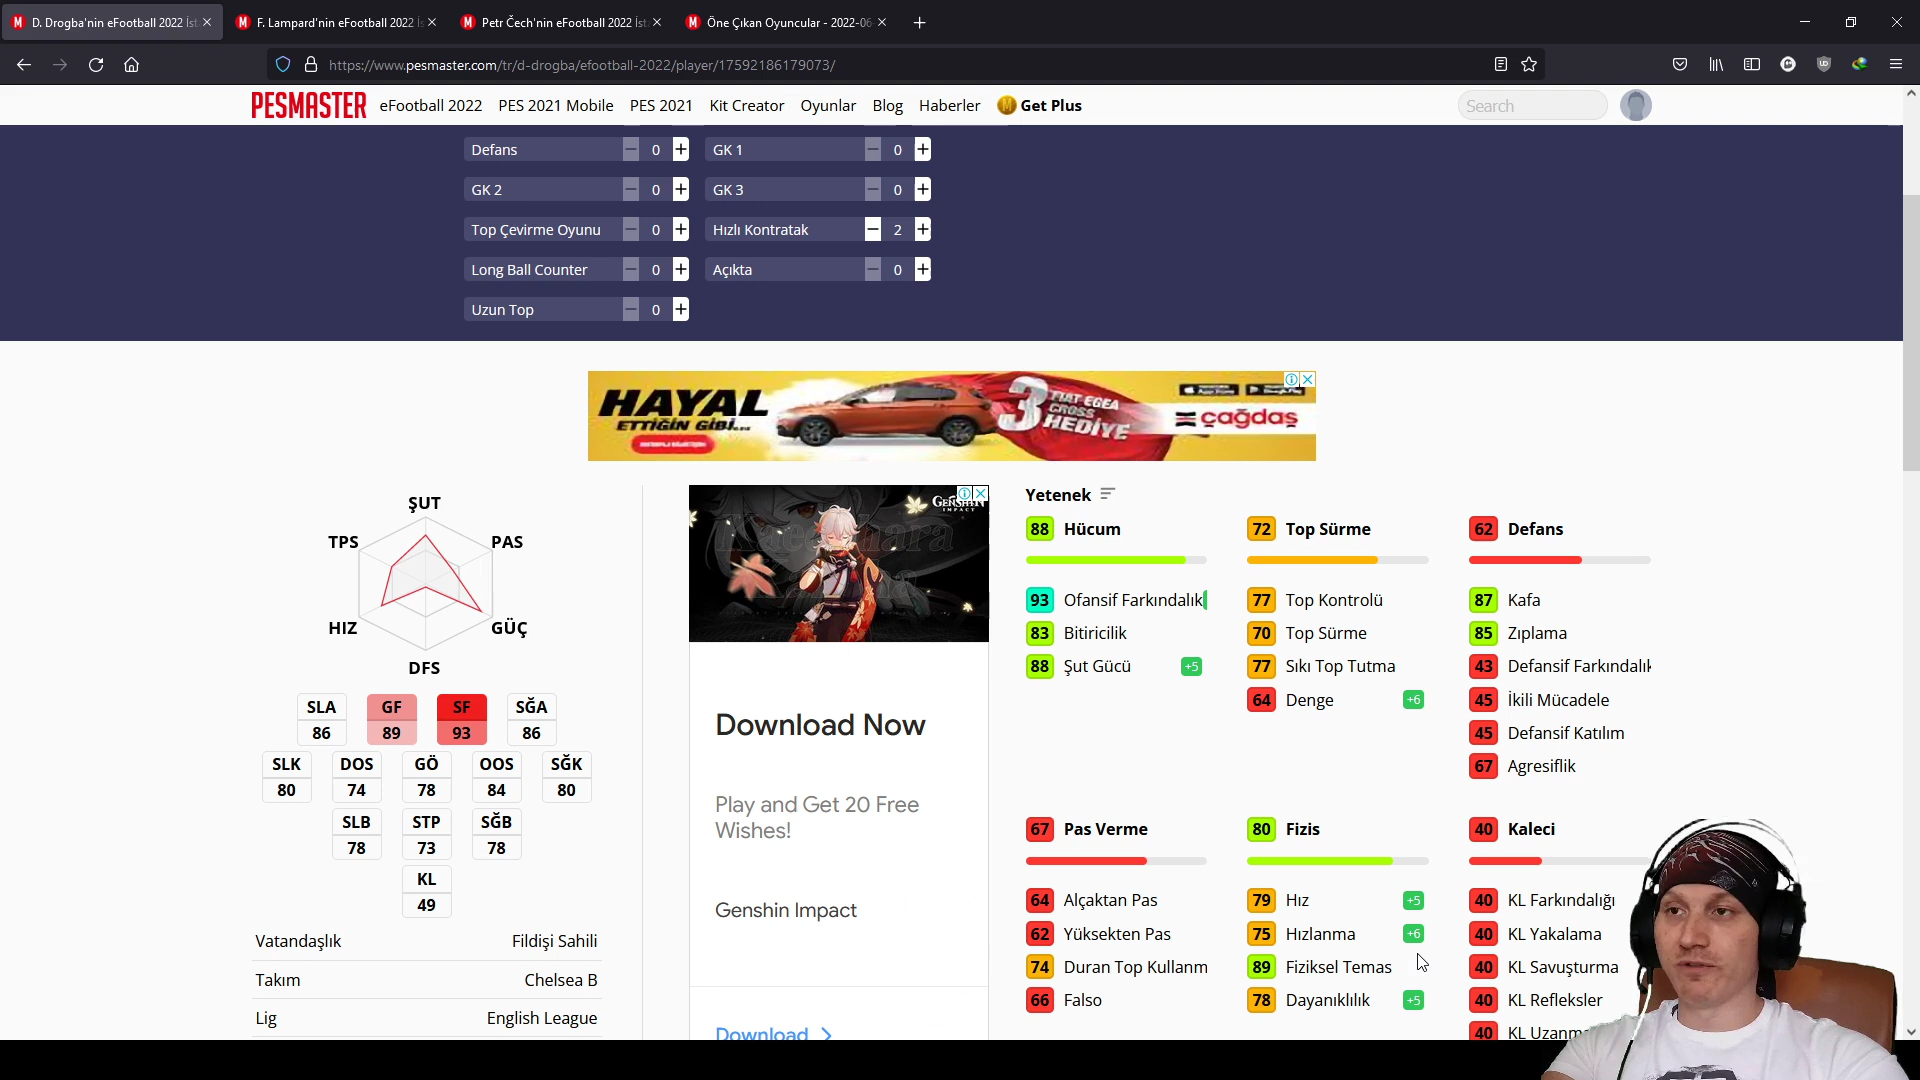 D. Drogba'nin eFootball 2022 İst
F. Lampard'nin eFootball 2022 İs
Petr Čech'nin eFootball 2022 İst
Öne Çıkan Oyuncular - 2022-06
https://www.pesmaster.com/tr/d-drogba/efootball-2022/player/17592186179073/
PESMASTER eFootball 2022 PES 2021 Mobile PES 2021 Kit Creator Oyunlar Blog Haberler Get Plus Search
Defans − 0 + GK 1 − 0 +
GK 2 − 0 + GK 3 − 0 +
Top Çevirme Oyunu − 0 + Hızlı Kontratak − 2 +
Long Ball Counter − 0 + Açıkta − 0 +
Uzun Top − 0 +
HAYAL
ETTİĞİN GİBİ...
3 FIAT EGEA
CROSS
HEDİYE
çağdaş
ŞUT
TPS PAS
HIZ GÜÇ
DFS
SLA GF SF SĞA
86 89 93 86
SLK DOS GÖ OOS SĞK
80 74 78 84 80
SLB STP SĞB
78 73 78
KL
49
Vatandaşlık Fildişi Sahili
Takım Chelsea B
Lig English League
GENSHIN
IMPACT
Download Now
Play and Get 20 Free
Wishes!
Genshin Impact
Download
Yetenek
88 Hücum
93 Ofansif Farkındalık
83 Bitiricilik
88 Şut Gücü +5
72 Top Sürme
77 Top Kontrolü
70 Top Sürme
77 Sıkı Top Tutma
64 Denge +6
62 Defans
87 Kafa
85 Zıplama
43 Defansif Farkındalık
45 İkili Mücadele
45 Defansif Katılım
67 Agresiflik
67 Pas Verme
64 Alçaktan Pas
62 Yüksekten Pas
74 Duran Top Kullanm
66 Falso
80 Fizis
79 Hız +5
75 Hızlanma +6
89 Fiziksel Temas
78 Dayanıklılık +5
40 Kaleci
40 KL Farkındalığı
40 KL Yakalama
40 KL Savuşturma
40 KL Refleksler
40 KL Uzanma